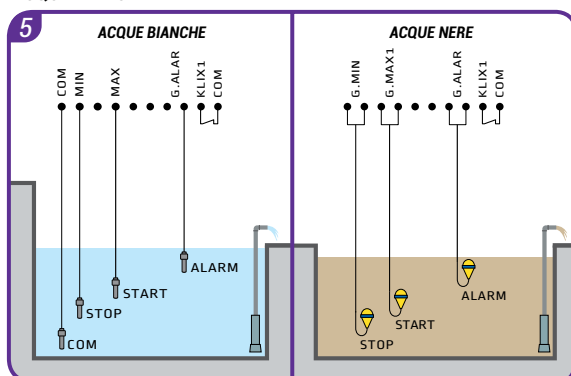 5
ACQUE BIANCHE
COM
MIN
MAX
G.ALAR
KLIX1
COM
ALARM
START
STOP
COM
ACQUE NERE
G.MIN
G.MAX1
G.ALAR
KLIX1
COM
ALARM
START
STOP